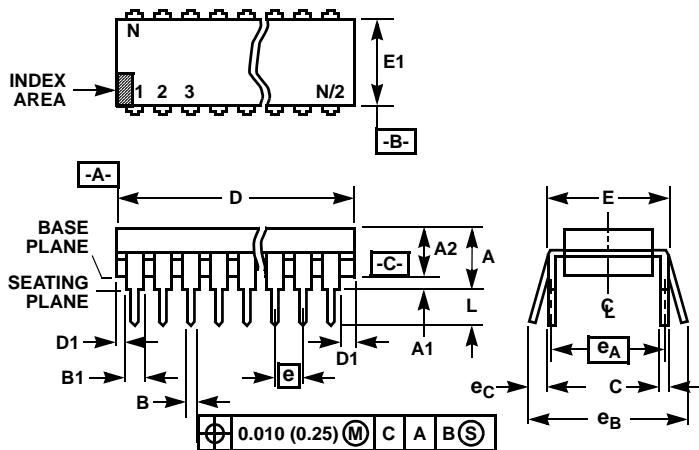 N
E1
INDEX
AREA
1 2 3 N/2
-B-
-A-
D
E
BASE
PLANE
A2
A
-C-
SEATING
PLANE
L
C̵L
D1
A1
D1
eA
B1
e
eC
C
B
eB
0.010 (0.25) M C A B S